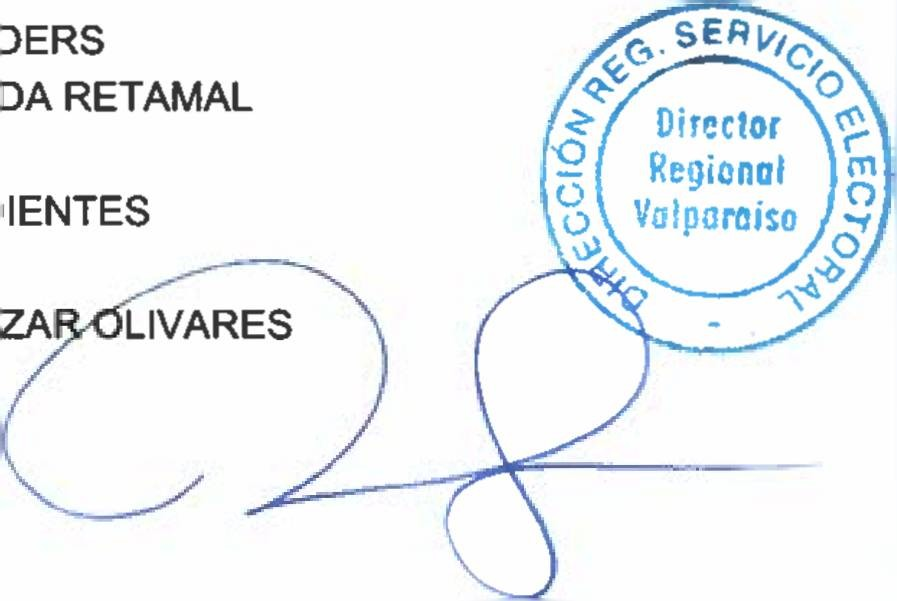 DERS
DA RETAMAL
IENTES
ZAR OLIVARES
DIRECCIÓN REG. SERVICIO ELECTORAL
Director
Regional
Valparaiso
-